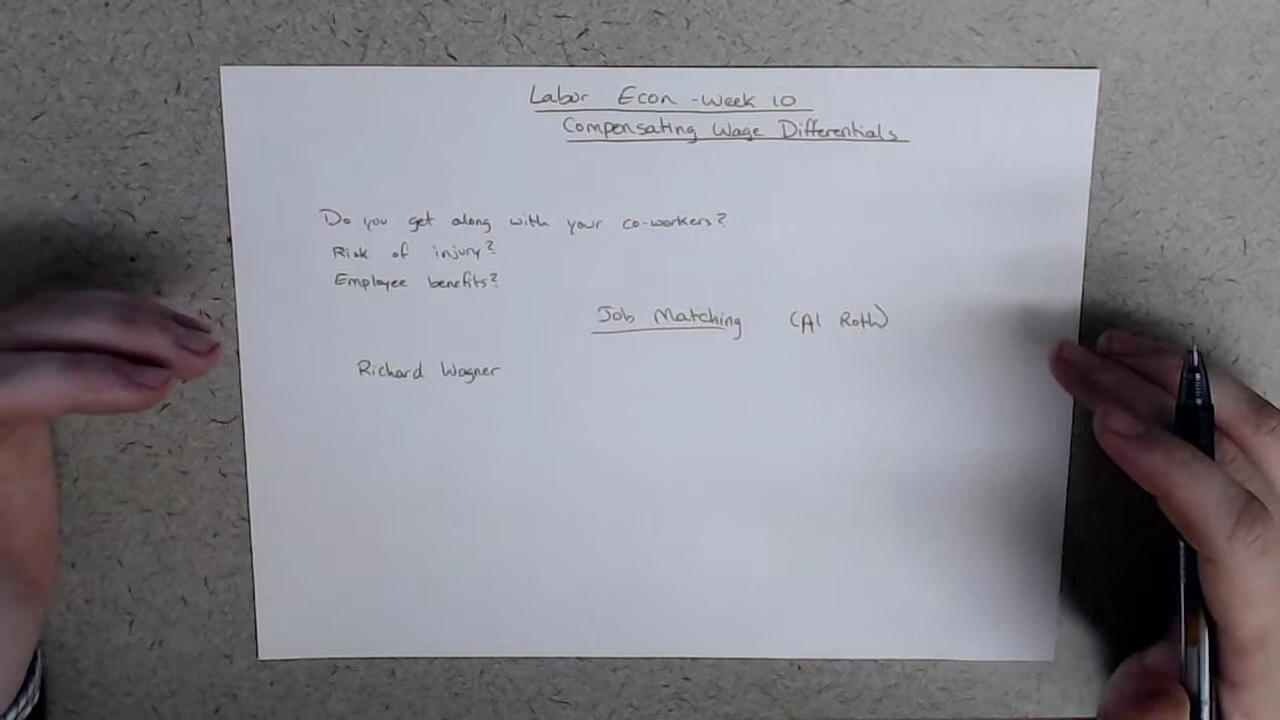 Labor Econ - Week 10
Compensating Wage Differentials
Do you get along with your co-workers?
Risk of injury?
Employee benefits?
Job Matching (Al Roth)
Richard Wagner